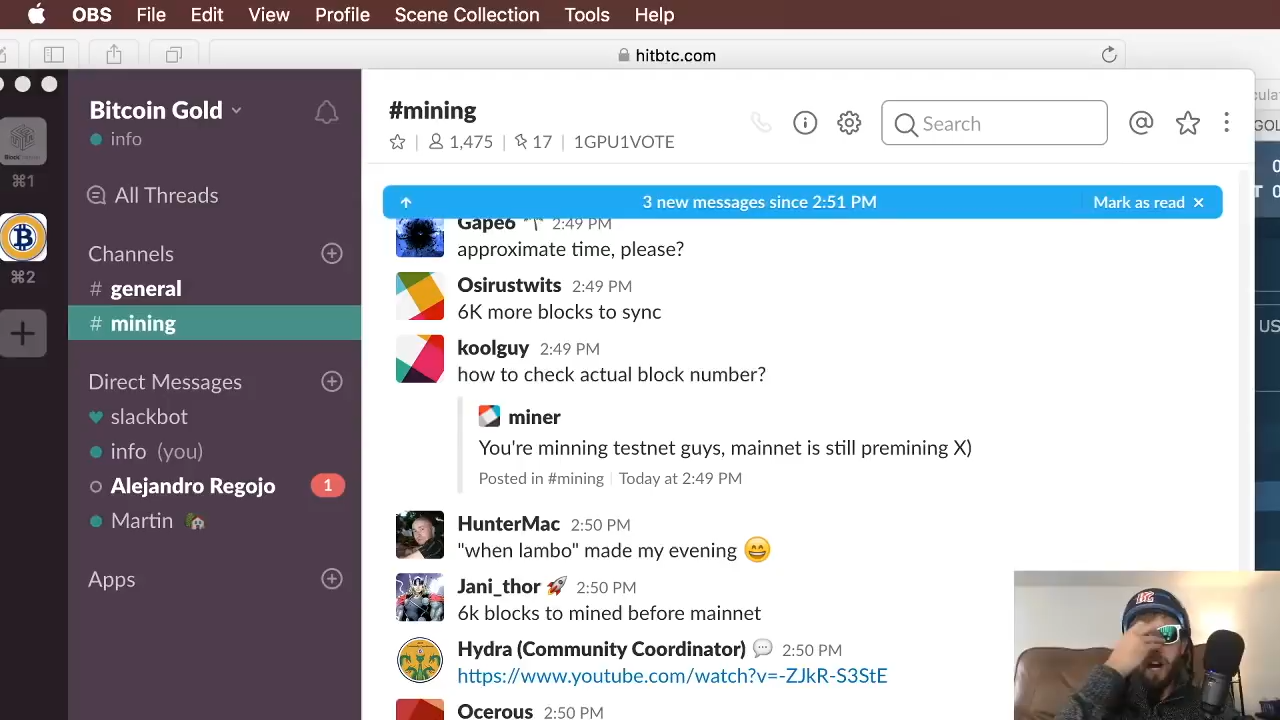 OBS File Edit View Profile Scene Collection Tools Help
hitbtc.com
Bitcoin Gold
info
⌘1
⌘2
All Threads
Channels
# general
# mining
Direct Messages
slackbot
info (you)
Alejandro Regojo 1
Martin
Apps
#mining
1,475 | 17 | 1GPU1VOTE
Search
3 new messages since 2:51 PM
Mark as read
Gape6 2:49 PM
approximate time, please?
Osirustwits 2:49 PM
6K more blocks to sync
koolguy 2:49 PM
how to check actual block number?
miner
You're minning testnet guys, mainnet is still premining X)
Posted in #mining | Today at 2:49 PM
HunterMac 2:50 PM
"when lambo" made my evening 😄
Jani_thor 🚀 2:50 PM
6k blocks to mined before mainnet
Hydra (Community Coordinator) 💬 2:50 PM
https://www.youtube.com/watch?v=-ZJkR-S3StE
Ocerous 2:50 PM